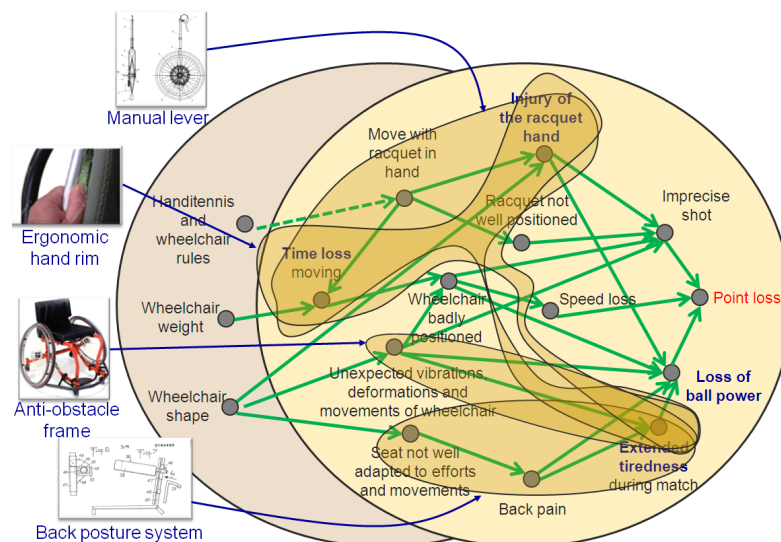 Manual lever
Injury of
the racquet
hand
Move with
racquet in
hand
Ergonomic
hand rim
Handitennis and
wheelchair
rules
Racquet not
well positioned
Imprecise
shot
Time loss
moving
Wheelchair
weight
Wheelchair
badly
positioned
Speed loss
Point loss
Anti-obstacle
frame
Unexpected vibrations,
deformations and
movements of wheelchair
Wheelchair
shape
Loss of
ball power
Seat not well
adapted to efforts
and movements
Extended
tiredness
during match
Back pain
Back posture system